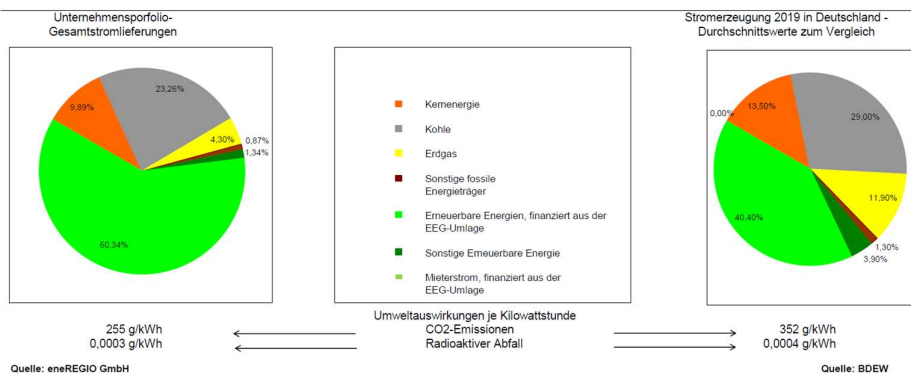 Unternehmensporfolio-
Gesamtstromlieferungen
Stromerzeugung 2019 in Deutschland -
Durchschnittswerte zum Vergleich
9,89%
23,26%
4,30%
0,87%
1,34%
60,34%
Kernenergie
Kohle
Erdgas
Sonstige fossile
Energieträger
Erneuerbare Energien, finanziert aus der
EEG-Umlage
Sonstige Erneuerbare Energie
Mieterstrom, finanziert aus der
EEG-Umlage
0,00%
13,50%
29,00%
11,90%
1,30%
3,90%
40,40%
Umweltauswirkungen je Kilowattstunde
255 g/kWh CO2-Emissionen 352 g/kWh
0,0003 g/kWh Radioaktiver Abfall 0,0004 g/kWh
Quelle: eneREGIO GmbH Quelle: BDEW